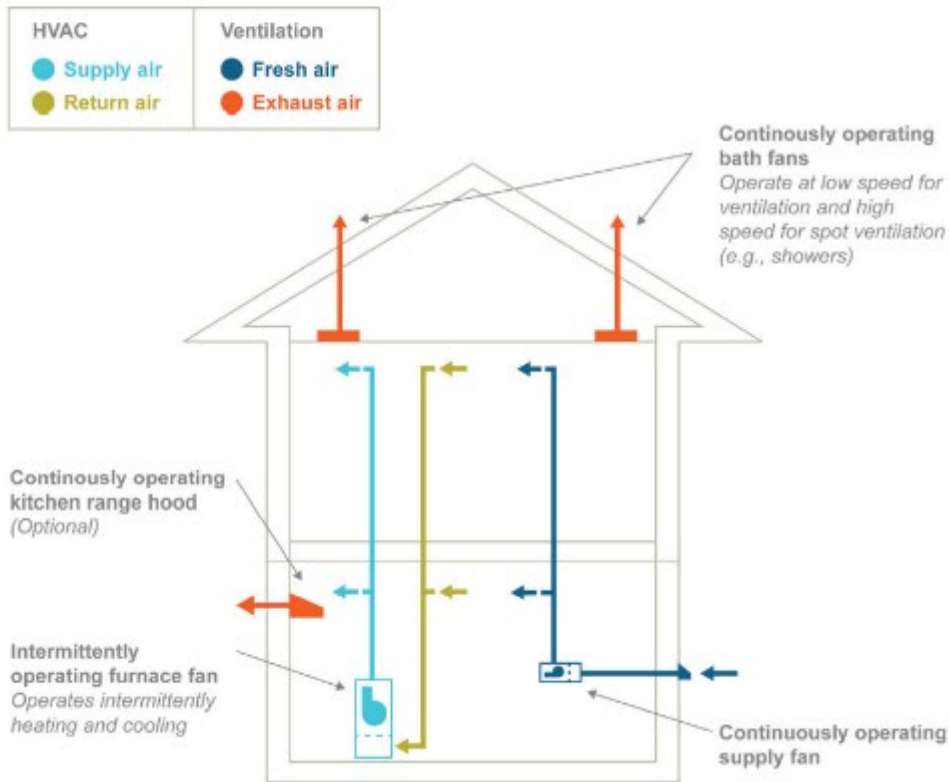 HVAC
Supply air
Return air
Ventilation
Fresh air
Exhaust air
Continously operating
bath fans
Operate at low speed for
ventilation and high
speed for spot ventilation
(e.g., showers)
Continously operating
kitchen range hood
(Optional)
Intermittently
operating furnace fan
Operates intermittently
heating and cooling
Continuously operating
supply fan